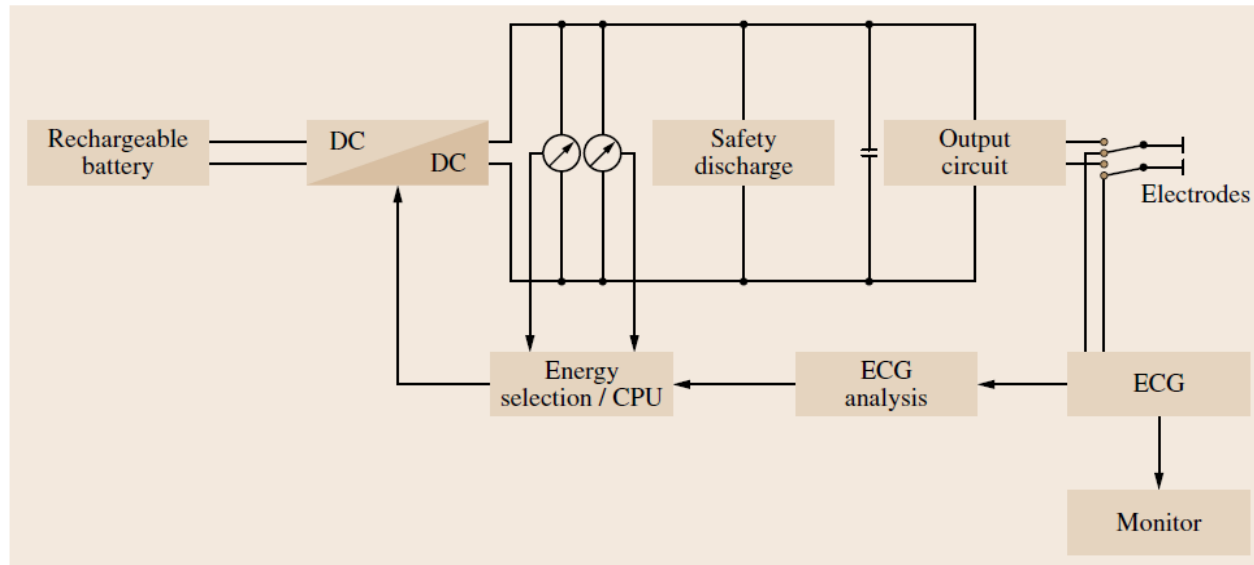 Rechargeable
battery
DC
DC
Safety
discharge
Output
circuit
Electrodes
Energy
selection / CPU
ECG
analysis
ECG
Monitor